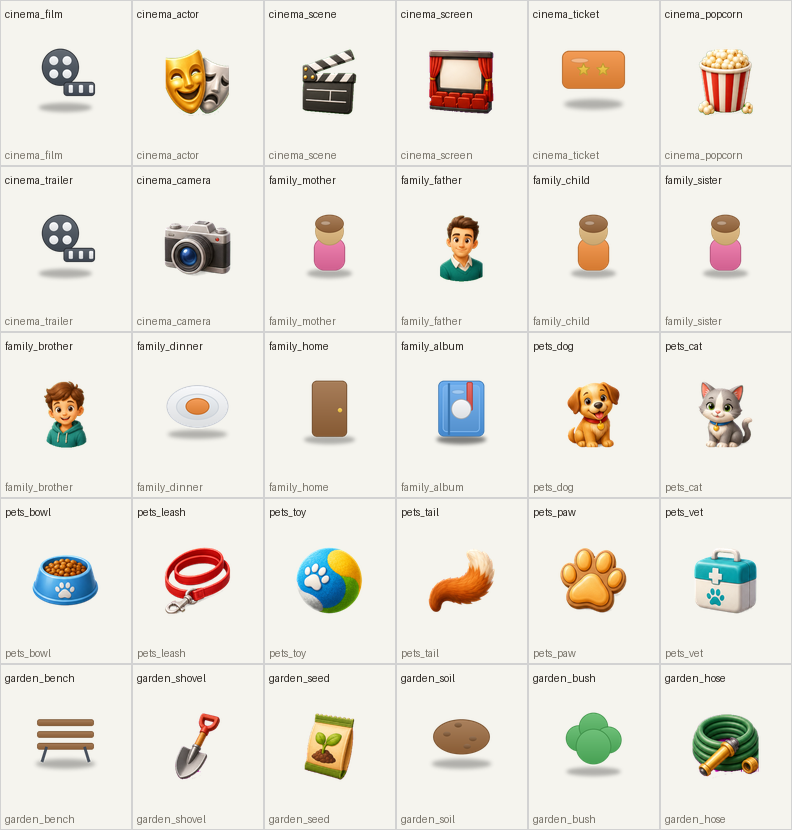 cinema_film cinema_actor cinema_scene cinema_screen cinema_ticket cinema_popcorn
cinema_film cinema_actor cinema_scene cinema_screen cinema_ticket cinema_popcorn
cinema_trailer cinema_camera family_mother family_father family_child family_sister
cinema_trailer cinema_camera family_mother family_father family_child family_sister
family_brother family_dinner family_home family_album pets_dog pets_cat
family_brother family_dinner family_home family_album pets_dog pets_cat
pets_bowl pets_leash pets_toy pets_tail pets_paw pets_vet
pets_bowl pets_leash pets_toy pets_tail pets_paw pets_vet
garden_bench garden_shovel garden_seed garden_soil garden_bush garden_hose
garden_bench garden_shovel garden_seed garden_soil garden_bush garden_hose